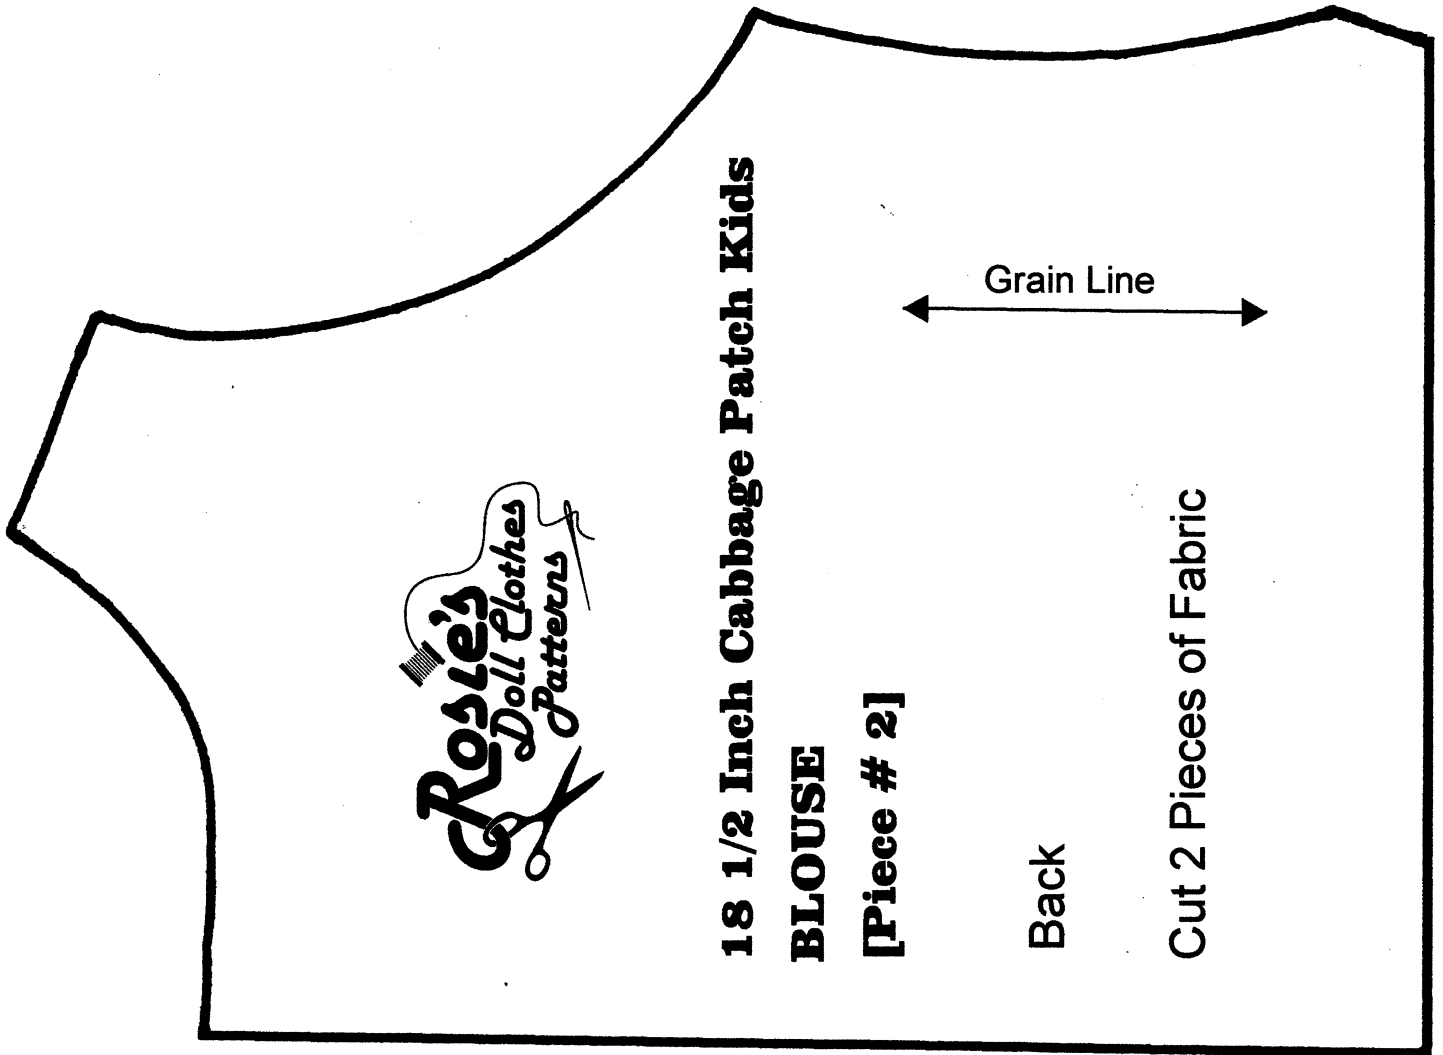 Rosie's
Doll Clothes
Patterns
18 1/2 Inch Cabbage Patch Kids
BLOUSE
[Piece # 2]
Back
Cut 2 Pieces of Fabric
Grain Line